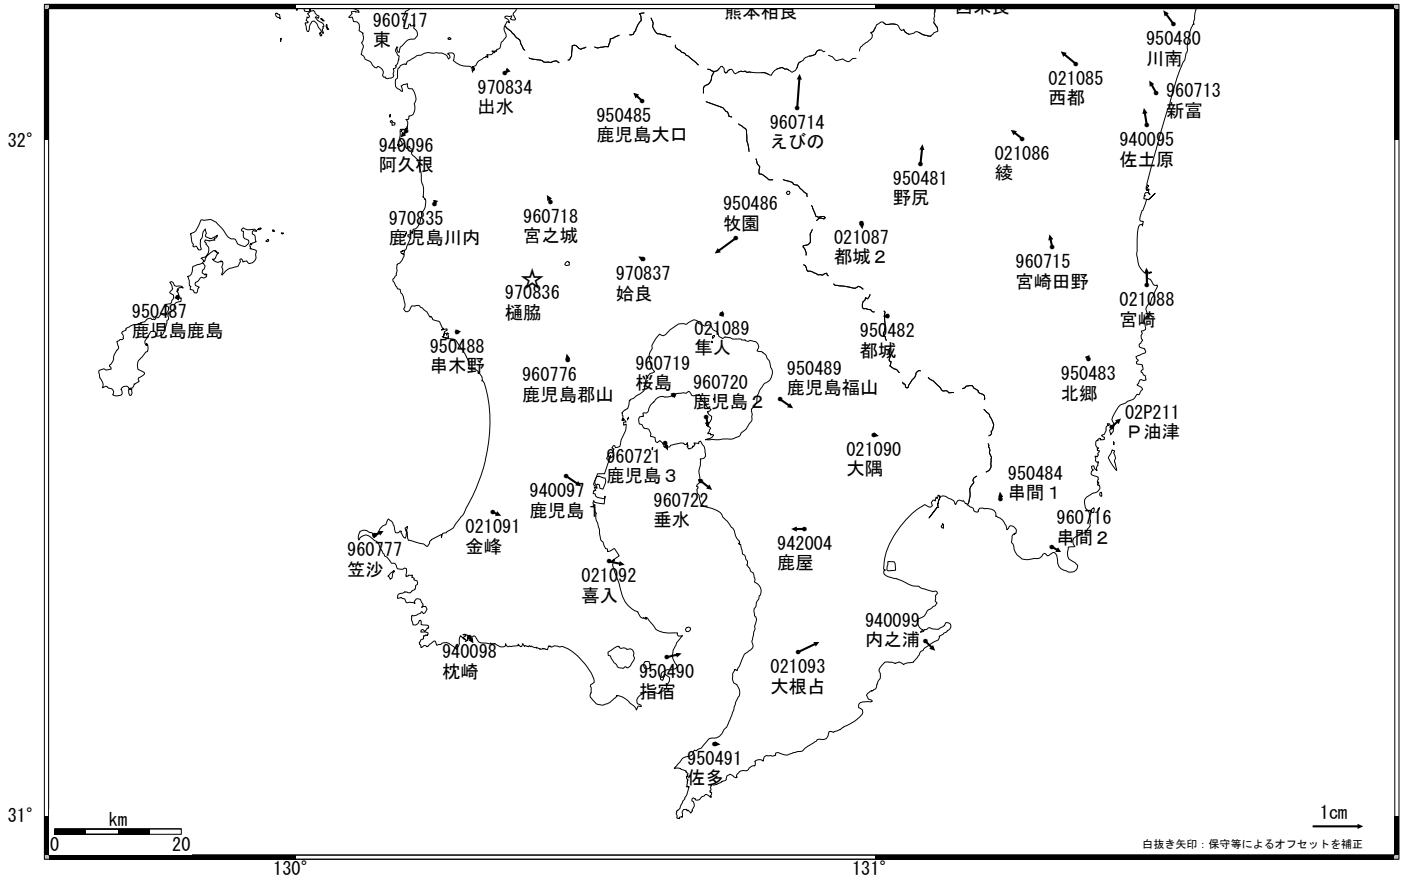 960717
東
熊本相良
950480
川南
021085
西都
960713
新富
970834
出水
950485
鹿児島大口
960714
えびの
32°
940096
阿久根
021086
綾
940095
佐土原
950481
野尻
970835
鹿児島川内
960718
宮之城
950486
牧園
021087
都城２
960715
宮崎田野
970837
姶良
970836
樋脇
021088
宮崎
950487
鹿児島鹿島
021089
隼人
950482
都城
950488
串木野
960776
鹿児島郡山
960719
桜島
960720
鹿児島２
950489
鹿児島福山
950483
北郷
02P211
Ｐ油津
021090
大隅
960721
鹿児島３
950484
串間１
940097
鹿児島１
960722
垂水
960716
串間２
021091
金峰
942004
鹿屋
960777
笠沙
021092
喜入
940099
内之浦
940098
枕崎
950490
指宿
021093
大根占
950491
佐多
31°
km
0 20
1cm
白抜き矢印：保守等によるオフセットを補正
130° 131°